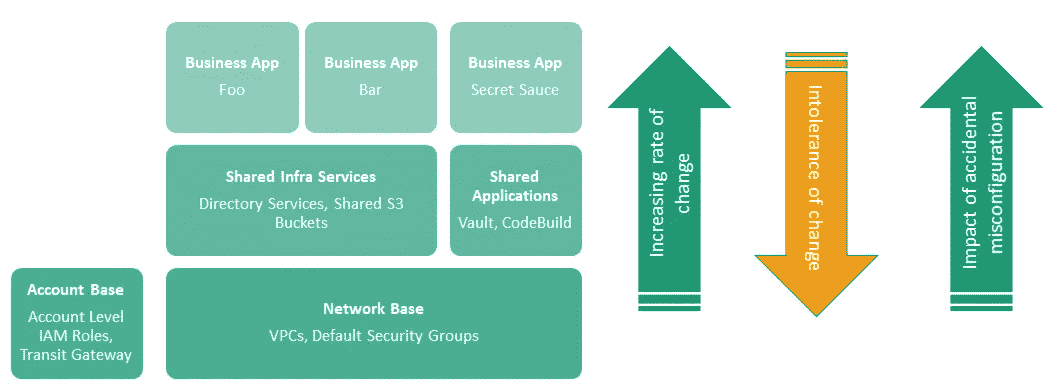 Business App
Foo
Business App
Bar
Business App
Secret Sauce
Shared Infra Services
Directory Services, Shared S3
Buckets
Shared
Applications
Vault, CodeBuild
Account Base
Account Level
IAM Roles,
Transit Gateway
Network Base
VPCs, Default Security Groups
Increasing rate of
change
Intolerance of change
Impact of accidental
misconfiguration